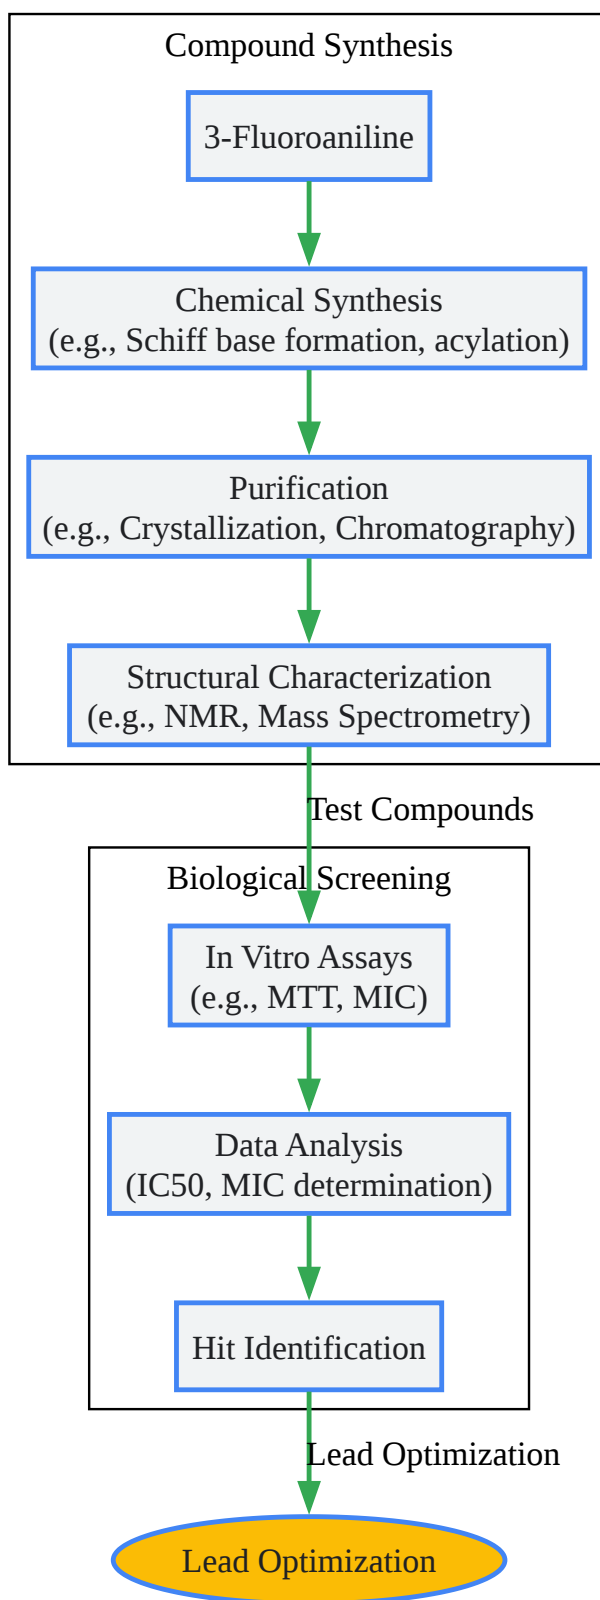 Compound Synthesis
3-Fluoroaniline
Chemical Synthesis
(e.g., Schiff base formation, acylation)
Purification
(e.g., Crystallization, Chromatography)
Structural Characterization
(e.g., NMR, Mass Spectrometry)
Test Compounds
Biological Screening
In Vitro Assays
(e.g., MTT, MIC)
Data Analysis
(IC50, MIC determination)
Hit Identification
Lead Optimization
Lead Optimization